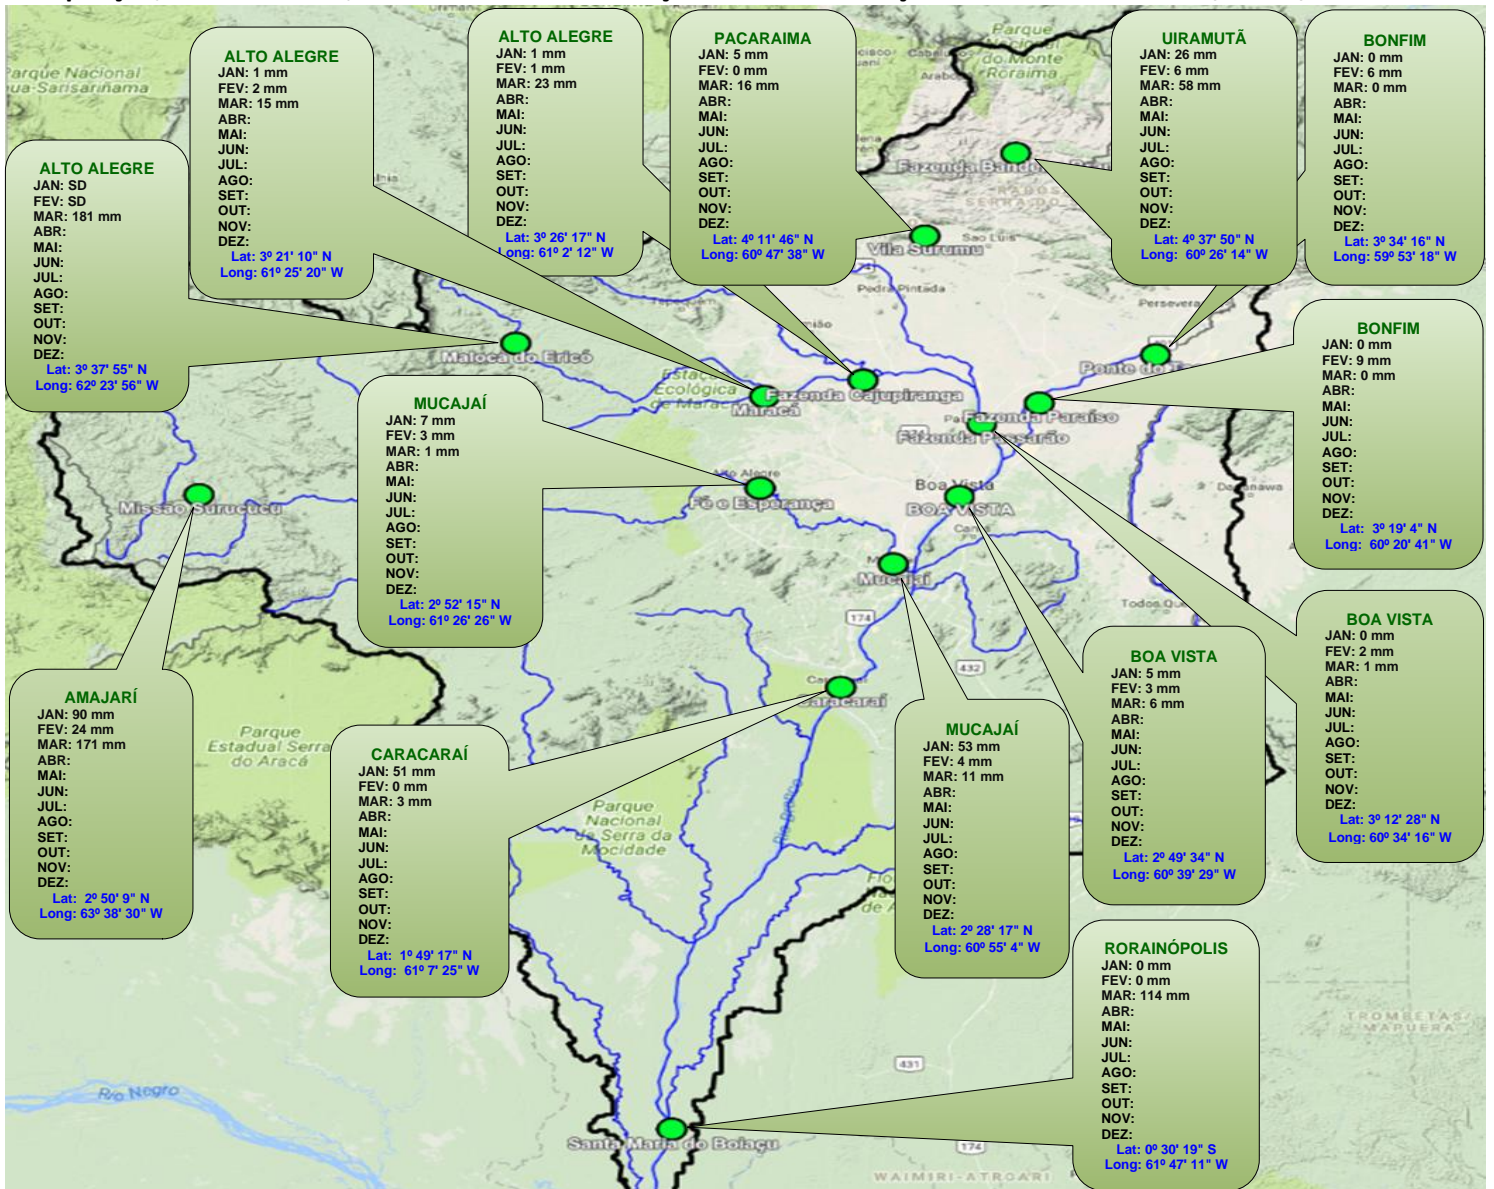 ALTO ALEGRE
JAN: SD
FEV: SD
MAR: 181 mm
ABR:
MAI:
JUN:
JUL:
AGO:
SET:
OUT:
NOV:
DEZ:
Lat: 3º 37' 55" N
Long: 62º 23' 56" W
ALTO ALEGRE
JAN: 1 mm
FEV: 2 mm
MAR: 15 mm
ABR:
MAI:
JUN:
JUL:
AGO:
SET:
OUT:
NOV:
DEZ:
Lat: 3º 21' 10" N
Long: 61º 25' 20" W
ALTO ALEGRE
JAN: 1 mm
FEV: 1 mm
MAR: 23 mm
ABR:
MAI:
JUN:
JUL:
AGO:
SET:
OUT:
NOV:
DEZ:
Lat: 3º 26' 17" N
Long: 61º 2' 12" W
PACARAIMA
JAN: 5 mm
FEV: 0 mm
MAR: 16 mm
ABR:
MAI:
JUN:
JUL:
AGO:
SET:
OUT:
NOV:
DEZ:
Lat: 4º 11' 46" N
Long: 60º 47' 38" W
UIRAMUTÃ
JAN: 26 mm
FEV: 6 mm
MAR: 58 mm
ABR:
MAI:
JUN:
JUL:
AGO:
SET:
OUT:
NOV:
DEZ:
Lat: 4º 37' 50" N
Long: 60º 26' 14" W
BONFIM
JAN: 0 mm
FEV: 6 mm
MAR: 0 mm
ABR:
MAI:
JUN:
JUL:
AGO:
SET:
OUT:
NOV:
DEZ:
Lat: 3º 34' 16" N
Long: 59º 53' 18" W
BONFIM
JAN: 0 mm
FEV: 9 mm
MAR: 0 mm
ABR:
MAI:
JUN:
JUL:
AGO:
SET:
OUT:
NOV:
DEZ:
Lat: 3º 19' 4" N
Long: 60º 20' 41" W
MUCAJAÍ
JAN: 7 mm
FEV: 3 mm
MAR: 1 mm
ABR:
MAI:
JUN:
JUL:
AGO:
SET:
OUT:
NOV:
DEZ:
Lat: 2º 52' 15" N
Long: 61º 26' 26" W
AMAJARÍ
JAN: 90 mm
FEV: 24 mm
MAR: 171 mm
ABR:
MAI:
JUN:
JUL:
AGO:
SET:
OUT:
NOV:
DEZ:
Lat: 2º 50' 9" N
Long: 63º 38' 30" W
CARACARAÍ
JAN: 51 mm
FEV: 0 mm
MAR: 3 mm
ABR:
MAI:
JUN:
JUL:
AGO:
SET:
OUT:
NOV:
DEZ:
Lat: 1º 49' 17" N
Long: 61º 7' 25" W
MUCAJAÍ
JAN: 53 mm
FEV: 4 mm
MAR: 11 mm
ABR:
MAI:
JUN:
JUL:
AGO:
SET:
OUT:
NOV:
DEZ:
Lat: 2º 28' 17" N
Long: 60º 55' 4" W
BOA VISTA
JAN: 5 mm
FEV: 3 mm
MAR: 6 mm
ABR:
MAI:
JUN:
JUL:
AGO:
SET:
OUT:
NOV:
DEZ:
Lat: 2º 49' 34" N
Long: 60º 39' 29" W
BOA VISTA
JAN: 0 mm
FEV: 2 mm
MAR: 1 mm
ABR:
MAI:
JUN:
JUL:
AGO:
SET:
OUT:
NOV:
DEZ:
Lat: 3º 12' 28" N
Long: 60º 34' 16" W
RORAINÓPOLIS
JAN: 0 mm
FEV: 0 mm
MAR: 114 mm
ABR:
MAI:
JUN:
JUL:
AGO:
SET:
OUT:
NOV:
DEZ:
Lat: 0º 30' 19" S
Long: 61º 47' 11" W
Parque Nacional
Parque
do Monte
Roraima
Fazenda
Vila Surumu
Sao Luis
Pedra Pintada
Maloca do Ericó
Ecológica
de Maracá
Maracá
Fazenda Cajupiranga
Ponte do
Fazenda Paraíso
Fazenda Passarão
Missão Surucucu
Alto Alegre
Fé e Esperança
Boa Vista
BOA VISTA
Mucajaí
174
432
Caracaraí
Rio Branco
Parque
Estadual Serra
do Aracá
Parque
Nacional
da Serra da
Mocidade
Rio Negro
431
174
Santa Maria do Boiaçu
TROMBETAS/
MAPUERA
WAIMIRI-ATROARI